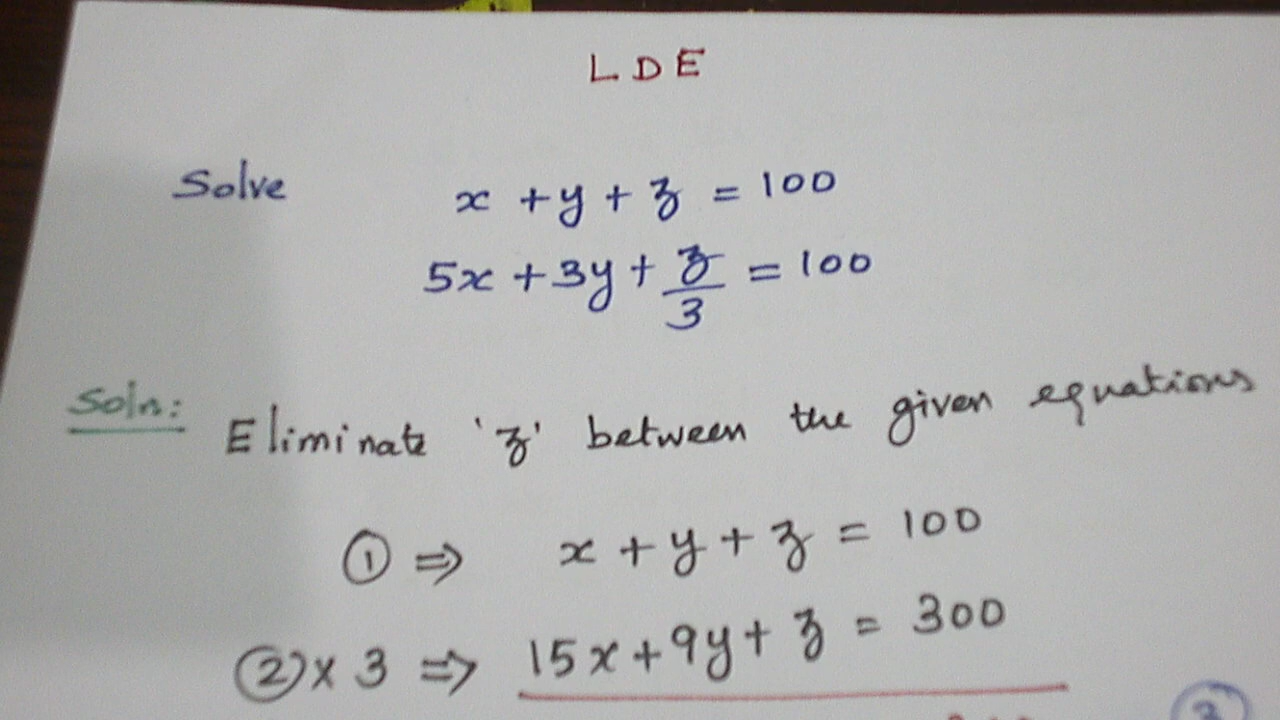 LDE
Solve x + y + z = 100
5x + 3y + z/3 = 100
Soln: Eliminate 'z' between the given equations
① ⇒ x + y + z = 100
② x 3 ⇒ 15x + 9y + z = 300